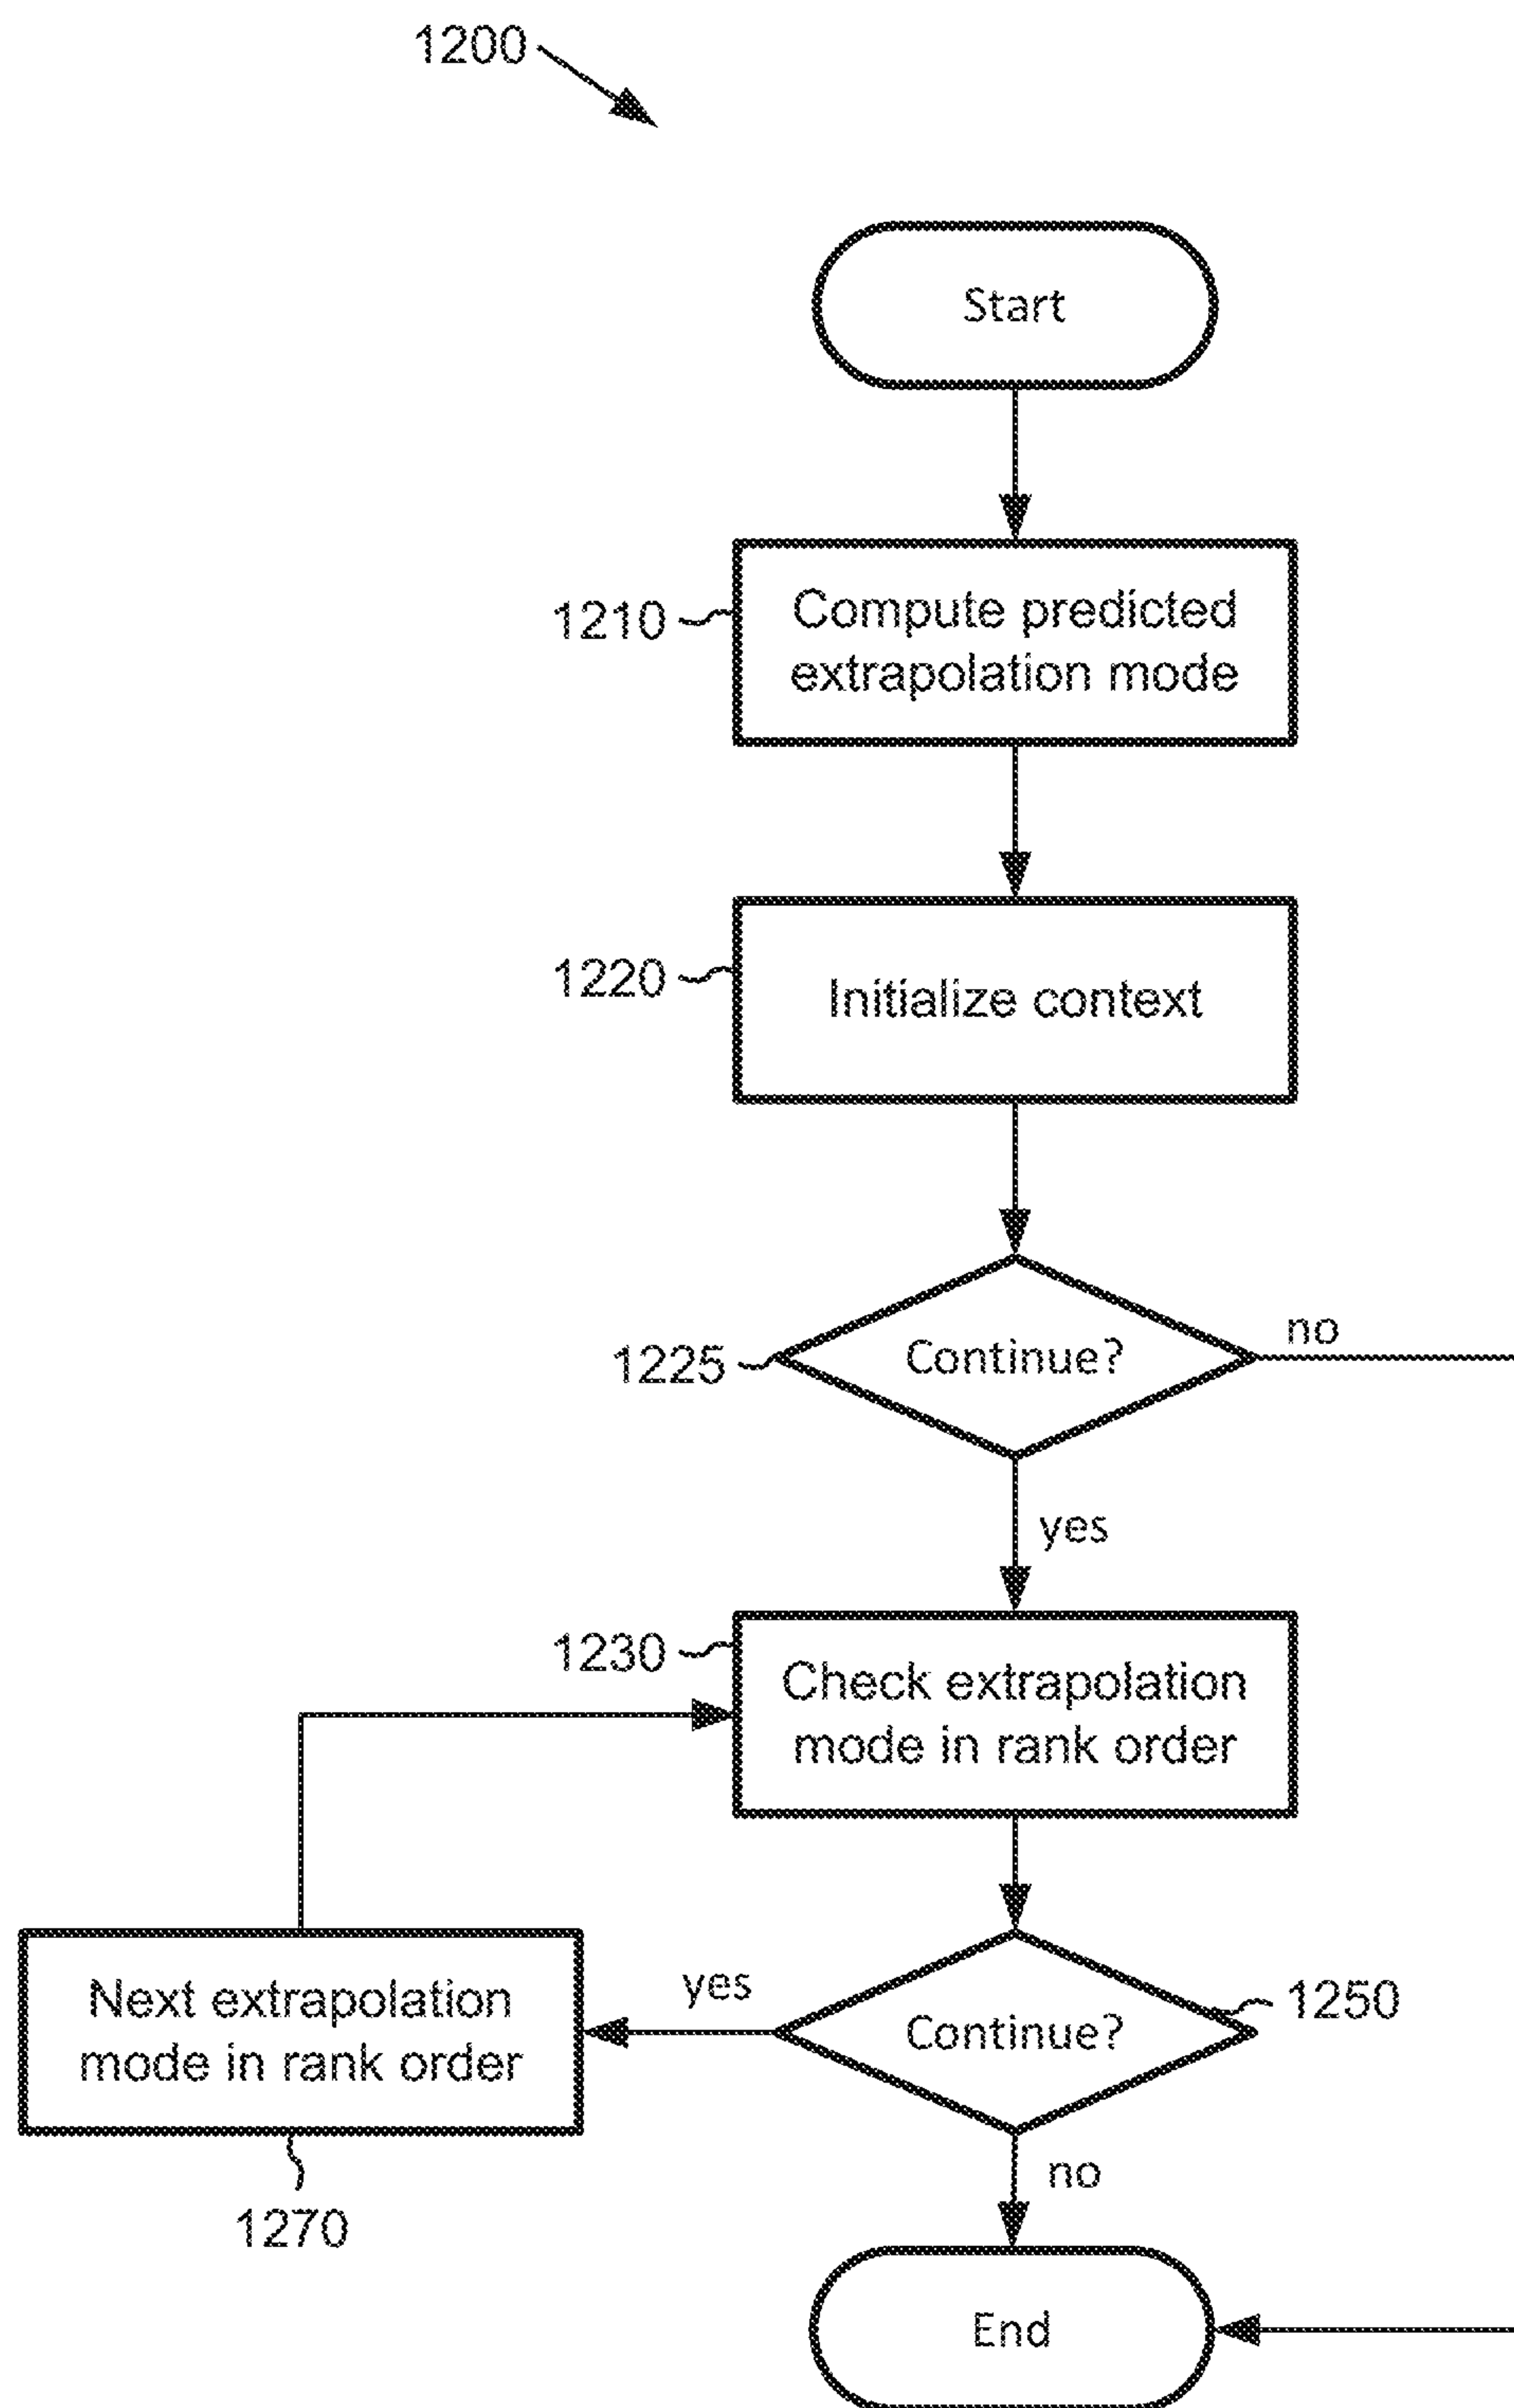 1200
Start
1210
Compute predicted
extrapolation mode
1220
Initialize context
1225
Continue?
no
yes
1230
Check extrapolation
mode in rank order
Next extrapolation
mode in rank order
yes
Continue?
1250
no
1270
End